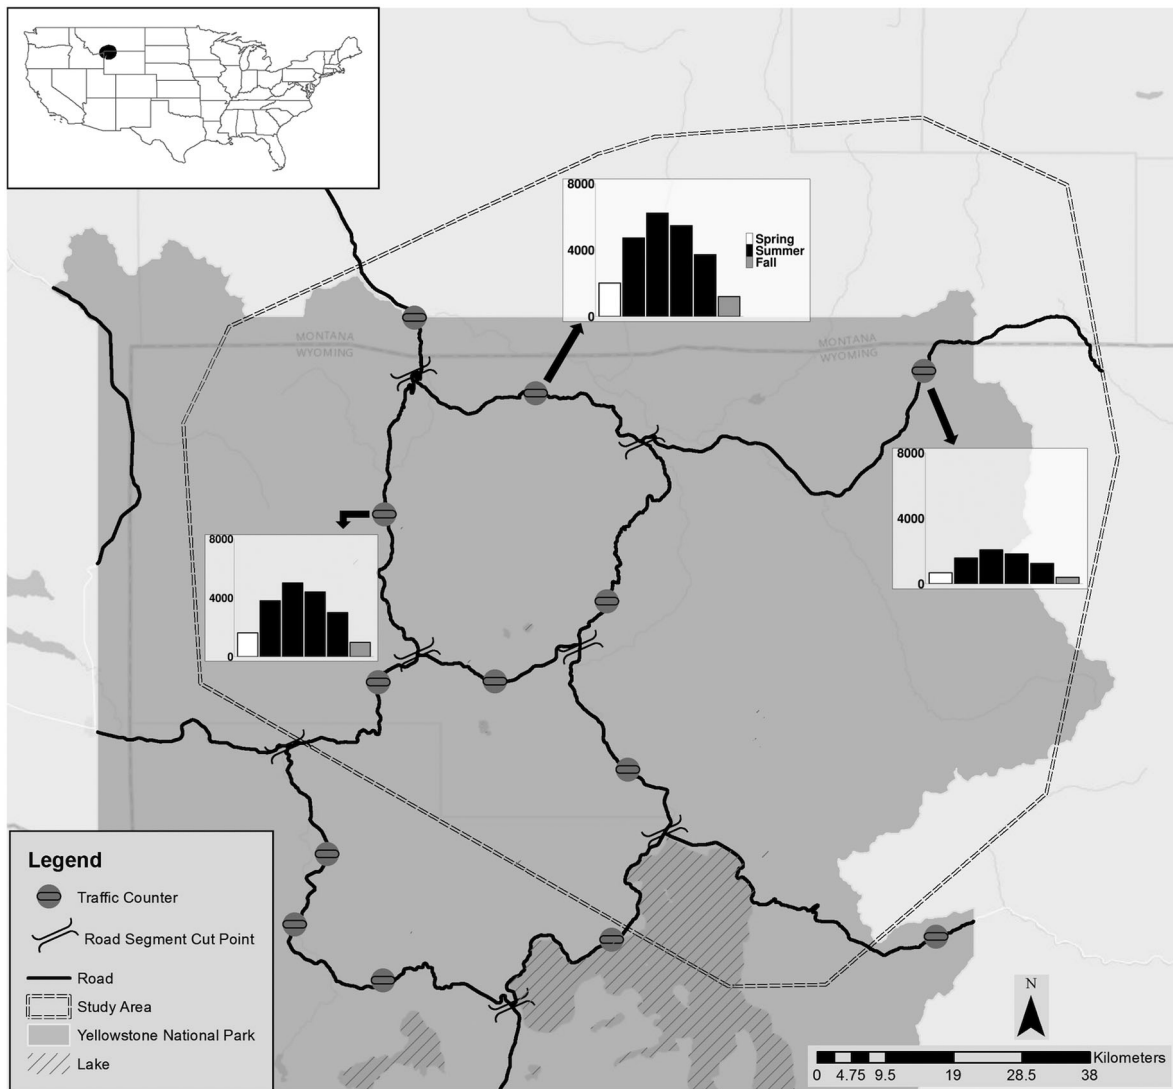 8000
4000
0
Spring
Summer
Fall
MONTANA
WYOMING
MONTANA
WYOMING
8000
4000
0
8000
4000
0
Legend
Traffic Counter
Road Segment Cut Point
Road
Study Area
Yellowstone National Park
Lake
N
Kilometers
0 4.75 9.5 19 28.5 38